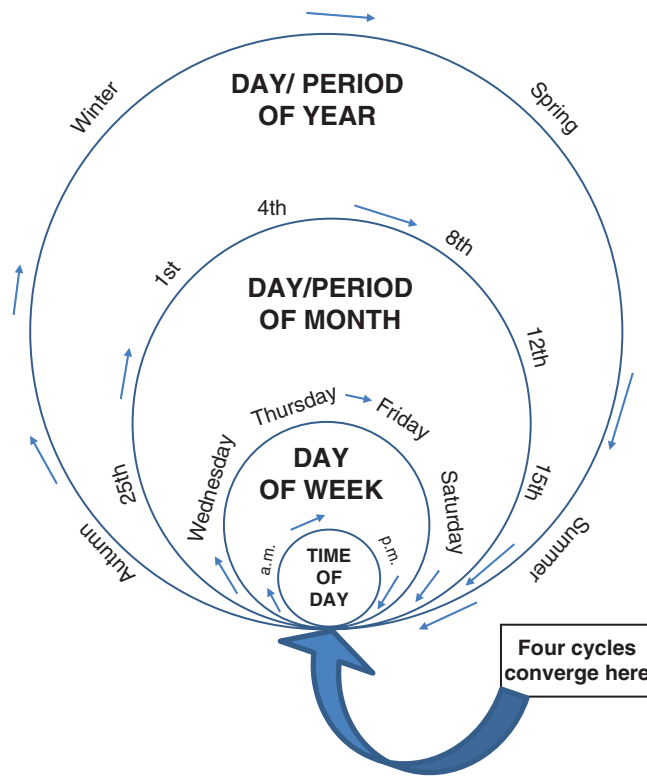 Winter
DAY/ PERIOD
OF YEAR
Spring
4th
8th
1st
DAY/PERIOD
OF MONTH
12th
Thursday
Friday
Wednesday
DAY
OF WEEK
Saturday
25th
15th
a.m.
TIME
OF
DAY
p.m.
Autumn
Summer
Four cycles
converge here